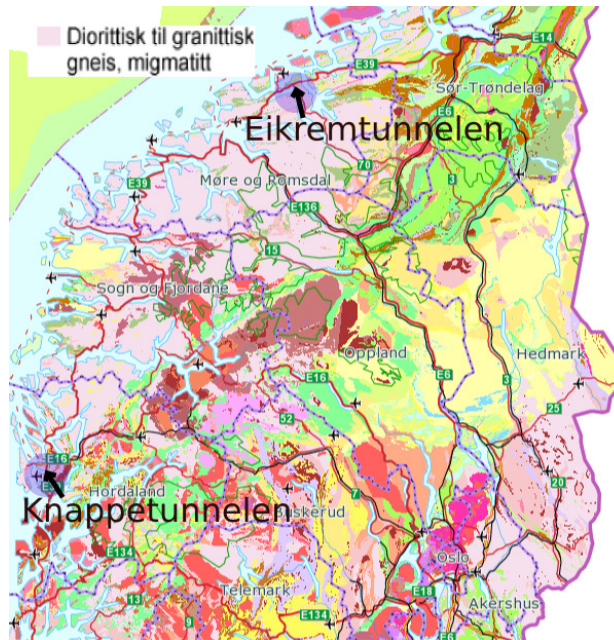 Diorittisk til granittisk
gneis, migmatitt
E14
E39
Sør-Trøndelag
E6
Eikremtunnelen
70
3
Møre og Romsdal
E39
E136
15
Sogn og Fjordane
Oppland
Hedmark
E16
E6
3
25
52
E16
20
Hordaland
Knappetunnelen
7
Oslo
E134
Telemark
E18
Akershus
13
9
E134
E6